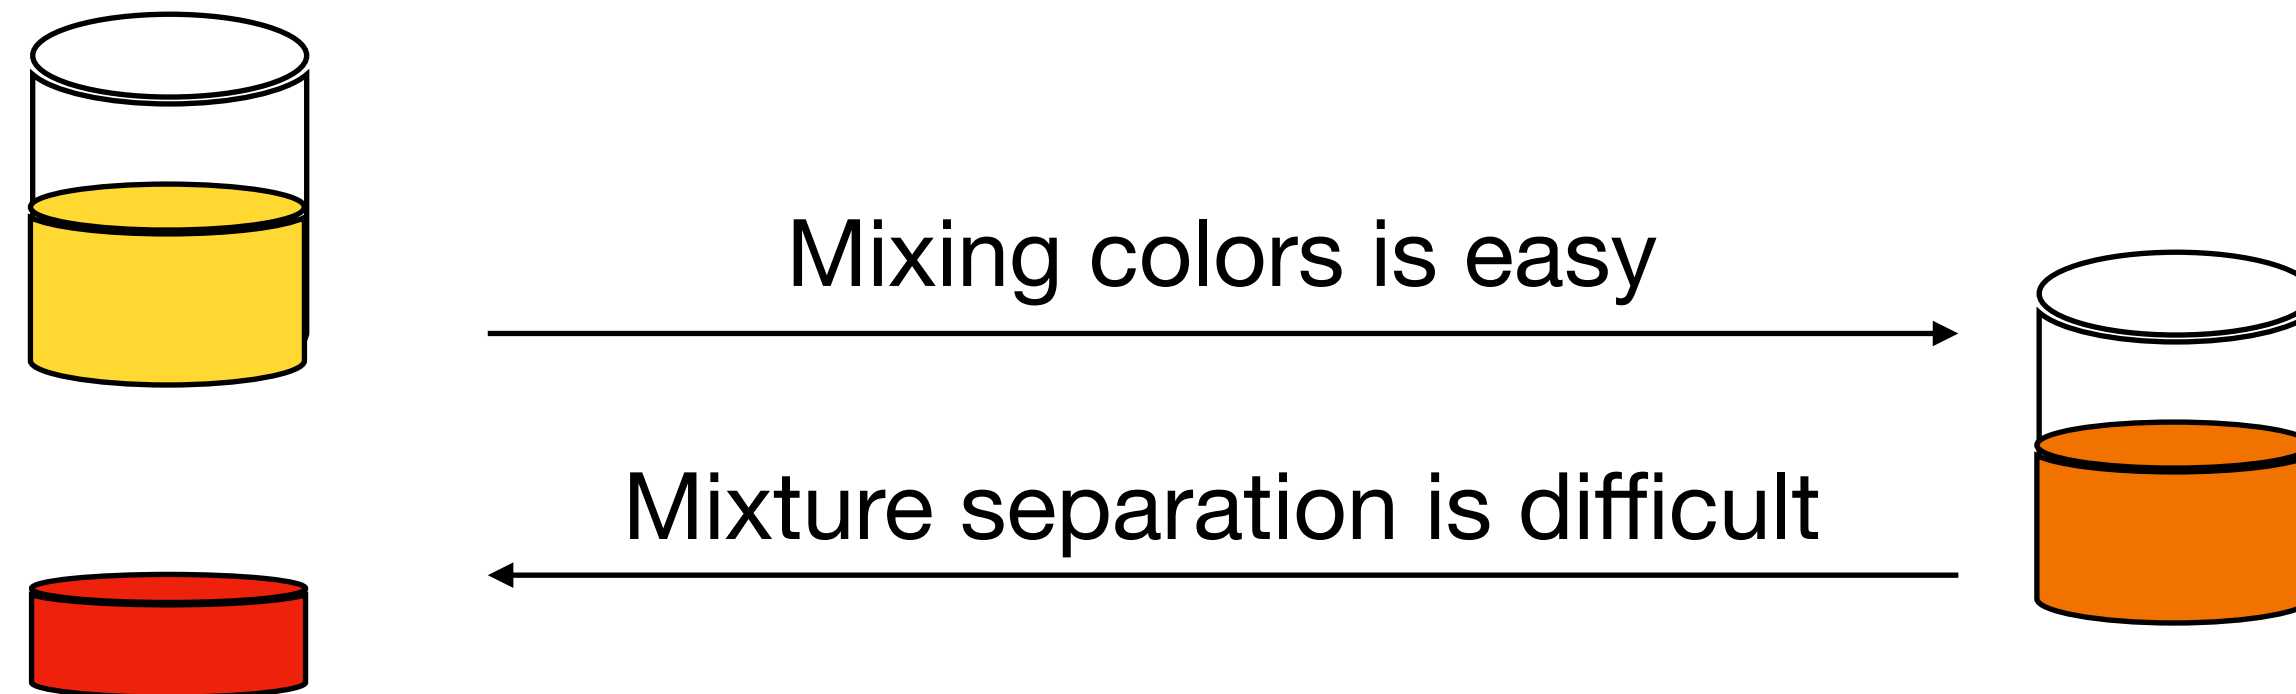 Mixing colors is easy
Mixture separation is difficult